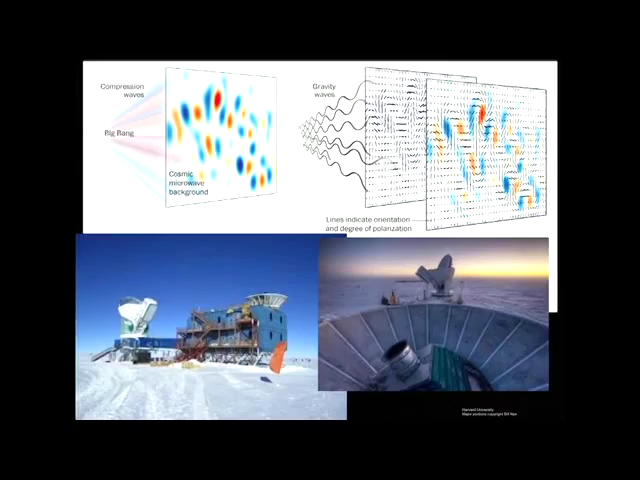 Compression
waves
Big Bang
Cosmic
microwave
background
Gravity
waves
Lines indicate orientation
and degree of polarization
Harvard University